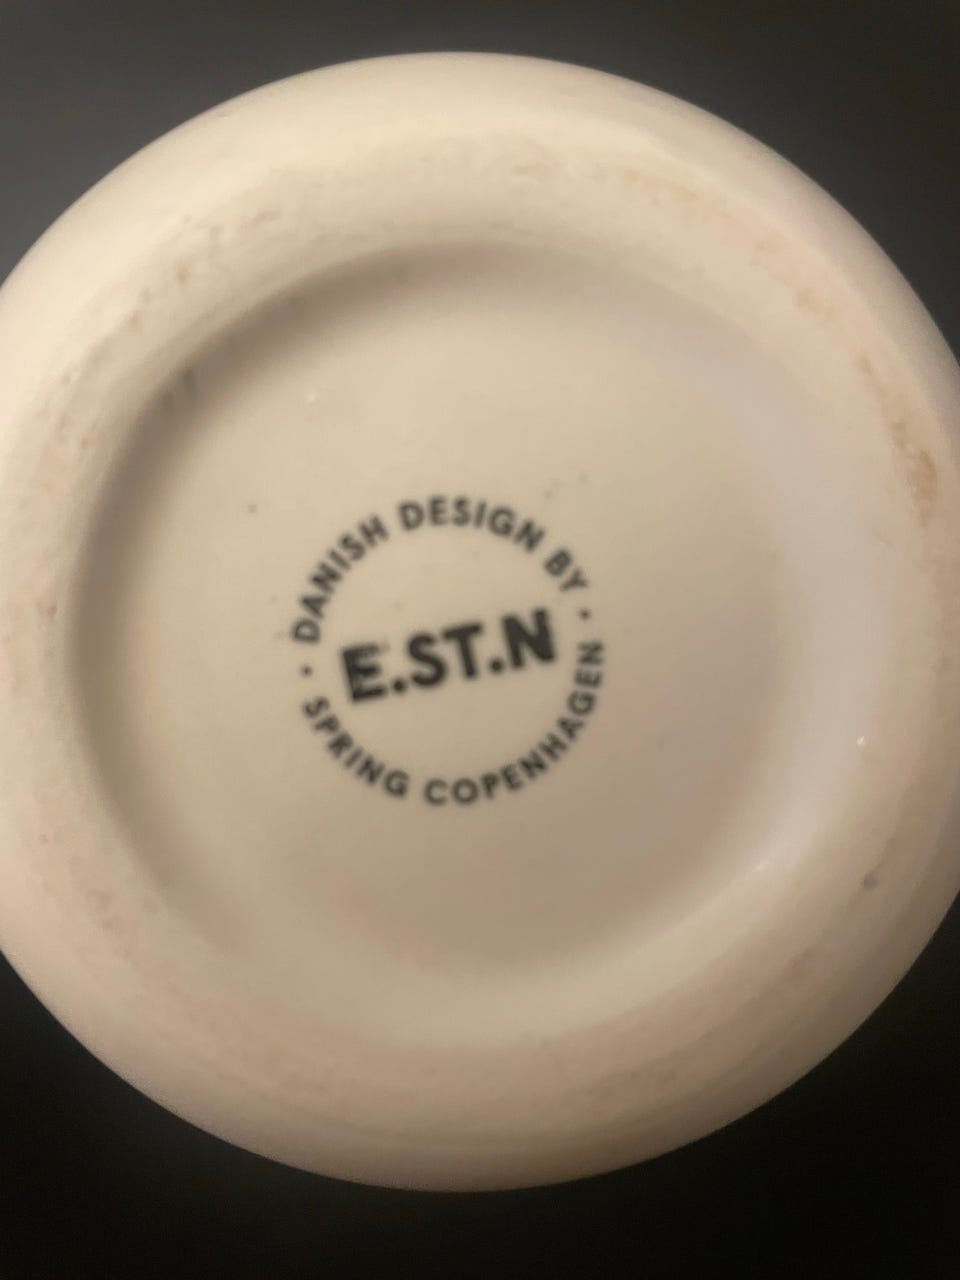 DANISH DESIGN BY
E.ST.N
· SPRING COPENHAGEN ·